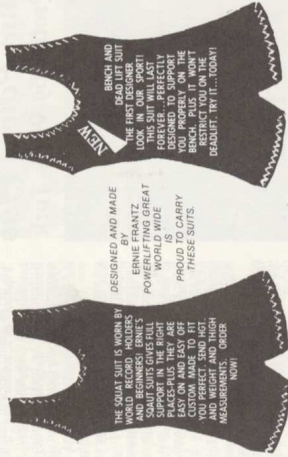 THE SQUAT SUIT IS WORN BY
WORLD RECORD HOLDERS
AND BEGINNERS! ERNIE'S
SQAUT SUITS GIVES FULL
SUPPORT IN THE RIGHT
PLACES-PLUS THEY ARE
EASY ON AND EASY OFF
CUSTOM MADE TO FIT
YOU PERFECT. SEND HGT.
AND WEIGHT AND THIGH
MEASUREMENTS. ORDER
NOW!
DESIGNED AND MADE
BY
ERNIE FRANTZ
POWERLIFTING GREAT
WORLD WIDE
IS
PROUD TO CARRY
THESE SUITS.
NEW
BENCH AND
DEAD LIFT SUIT
THE FIRST DESIGNER
LOOK IN OUR SPORT!
THIS SUIT WILL LAST
FOREVER...PERFECTLY
DESIGNED TO SUPPORT
YOU PROPERLY ON THE
BENCH. PLUS IT WON'T
RESTRICT YOU ON THE
DEADLIFT. TRY IT...TODAY!